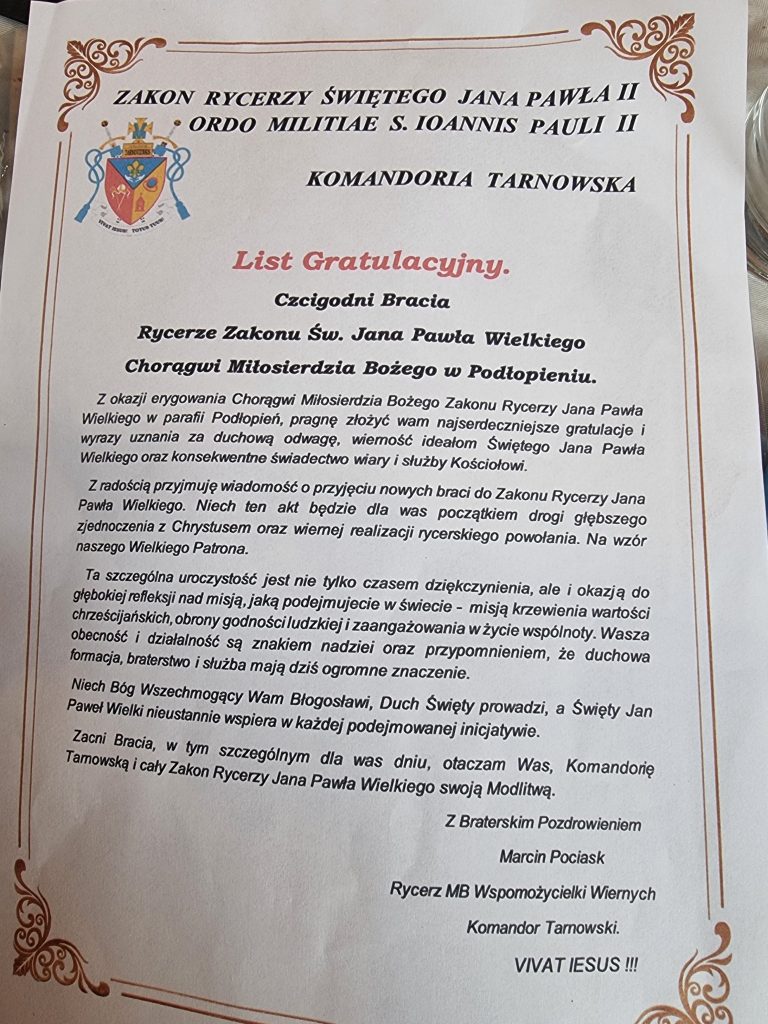 ZAKON RYCERZY ŚWIĘTEGO JANA PAWŁA II
ORDO MILITIAE S. IOANNIS PAULI II
KOMANDORIA TARNOWSKA
VIVAT IESUS! TOTUS TUUS!
List Gratulacyjny.
Czcigodni Bracia
Rycerze Zakonu Św. Jana Pawła Wielkiego
Chorągwi Miłosierdzia Bożego w Podłopieniu.
Z okazji erygowania Chorągwi Miłosierdzia Bożego Zakonu Rycerzy Jana Pawła
Wielkiego w parafii Podłopień, pragnę złożyć wam najserdeczniejsze gratulacje i
wyrazy uznania za duchową odwagę, wierność ideałom Świętego Jana Pawła
Wielkiego oraz konsekwentne świadectwo wiary i służby Kościołowi.
Z radością przyjmuję wiadomość o przyjęciu nowych braci do Zakonu Rycerzy Jana
Pawła Wielkiego. Niech ten akt będzie dla was początkiem drogi głębszego
zjednoczenia z Chrystusem oraz wiernej realizacji rycerskiego powołania. Na wzór
naszego Wielkiego Patrona.
Ta szczególna uroczystość jest nie tylko czasem dziękczynienia, ale i okazją do
głębokiej refleksji nad misją, jaką podejmujecie w świecie - misją krzewienia wartości
chrześcijańskich, obrony godności ludzkiej i zaangażowania w życie wspólnoty. Wasza
obecność i działalność są znakiem nadziei oraz przypomnieniem, że duchowa
formacja, braterstwo i służba mają dziś ogromne znaczenie.
Niech Bóg Wszechmogący Wam Błogosławi, Duch Święty prowadzi, a Święty Jan
Paweł Wielki nieustannie wspiera w każdej podejmowanej inicjatywie.
Zacni Bracia, w tym szczególnym dla was dniu, otaczam Was, Komandorię
Tarnowską i cały Zakon Rycerzy Jana Pawła Wielkiego swoją Modlitwą.
Z Braterskim Pozdrowieniem
Marcin Pociask
Rycerz MB Wspomożycielki Wiernych
Komandor Tarnowski.
VIVAT IESUS !!!